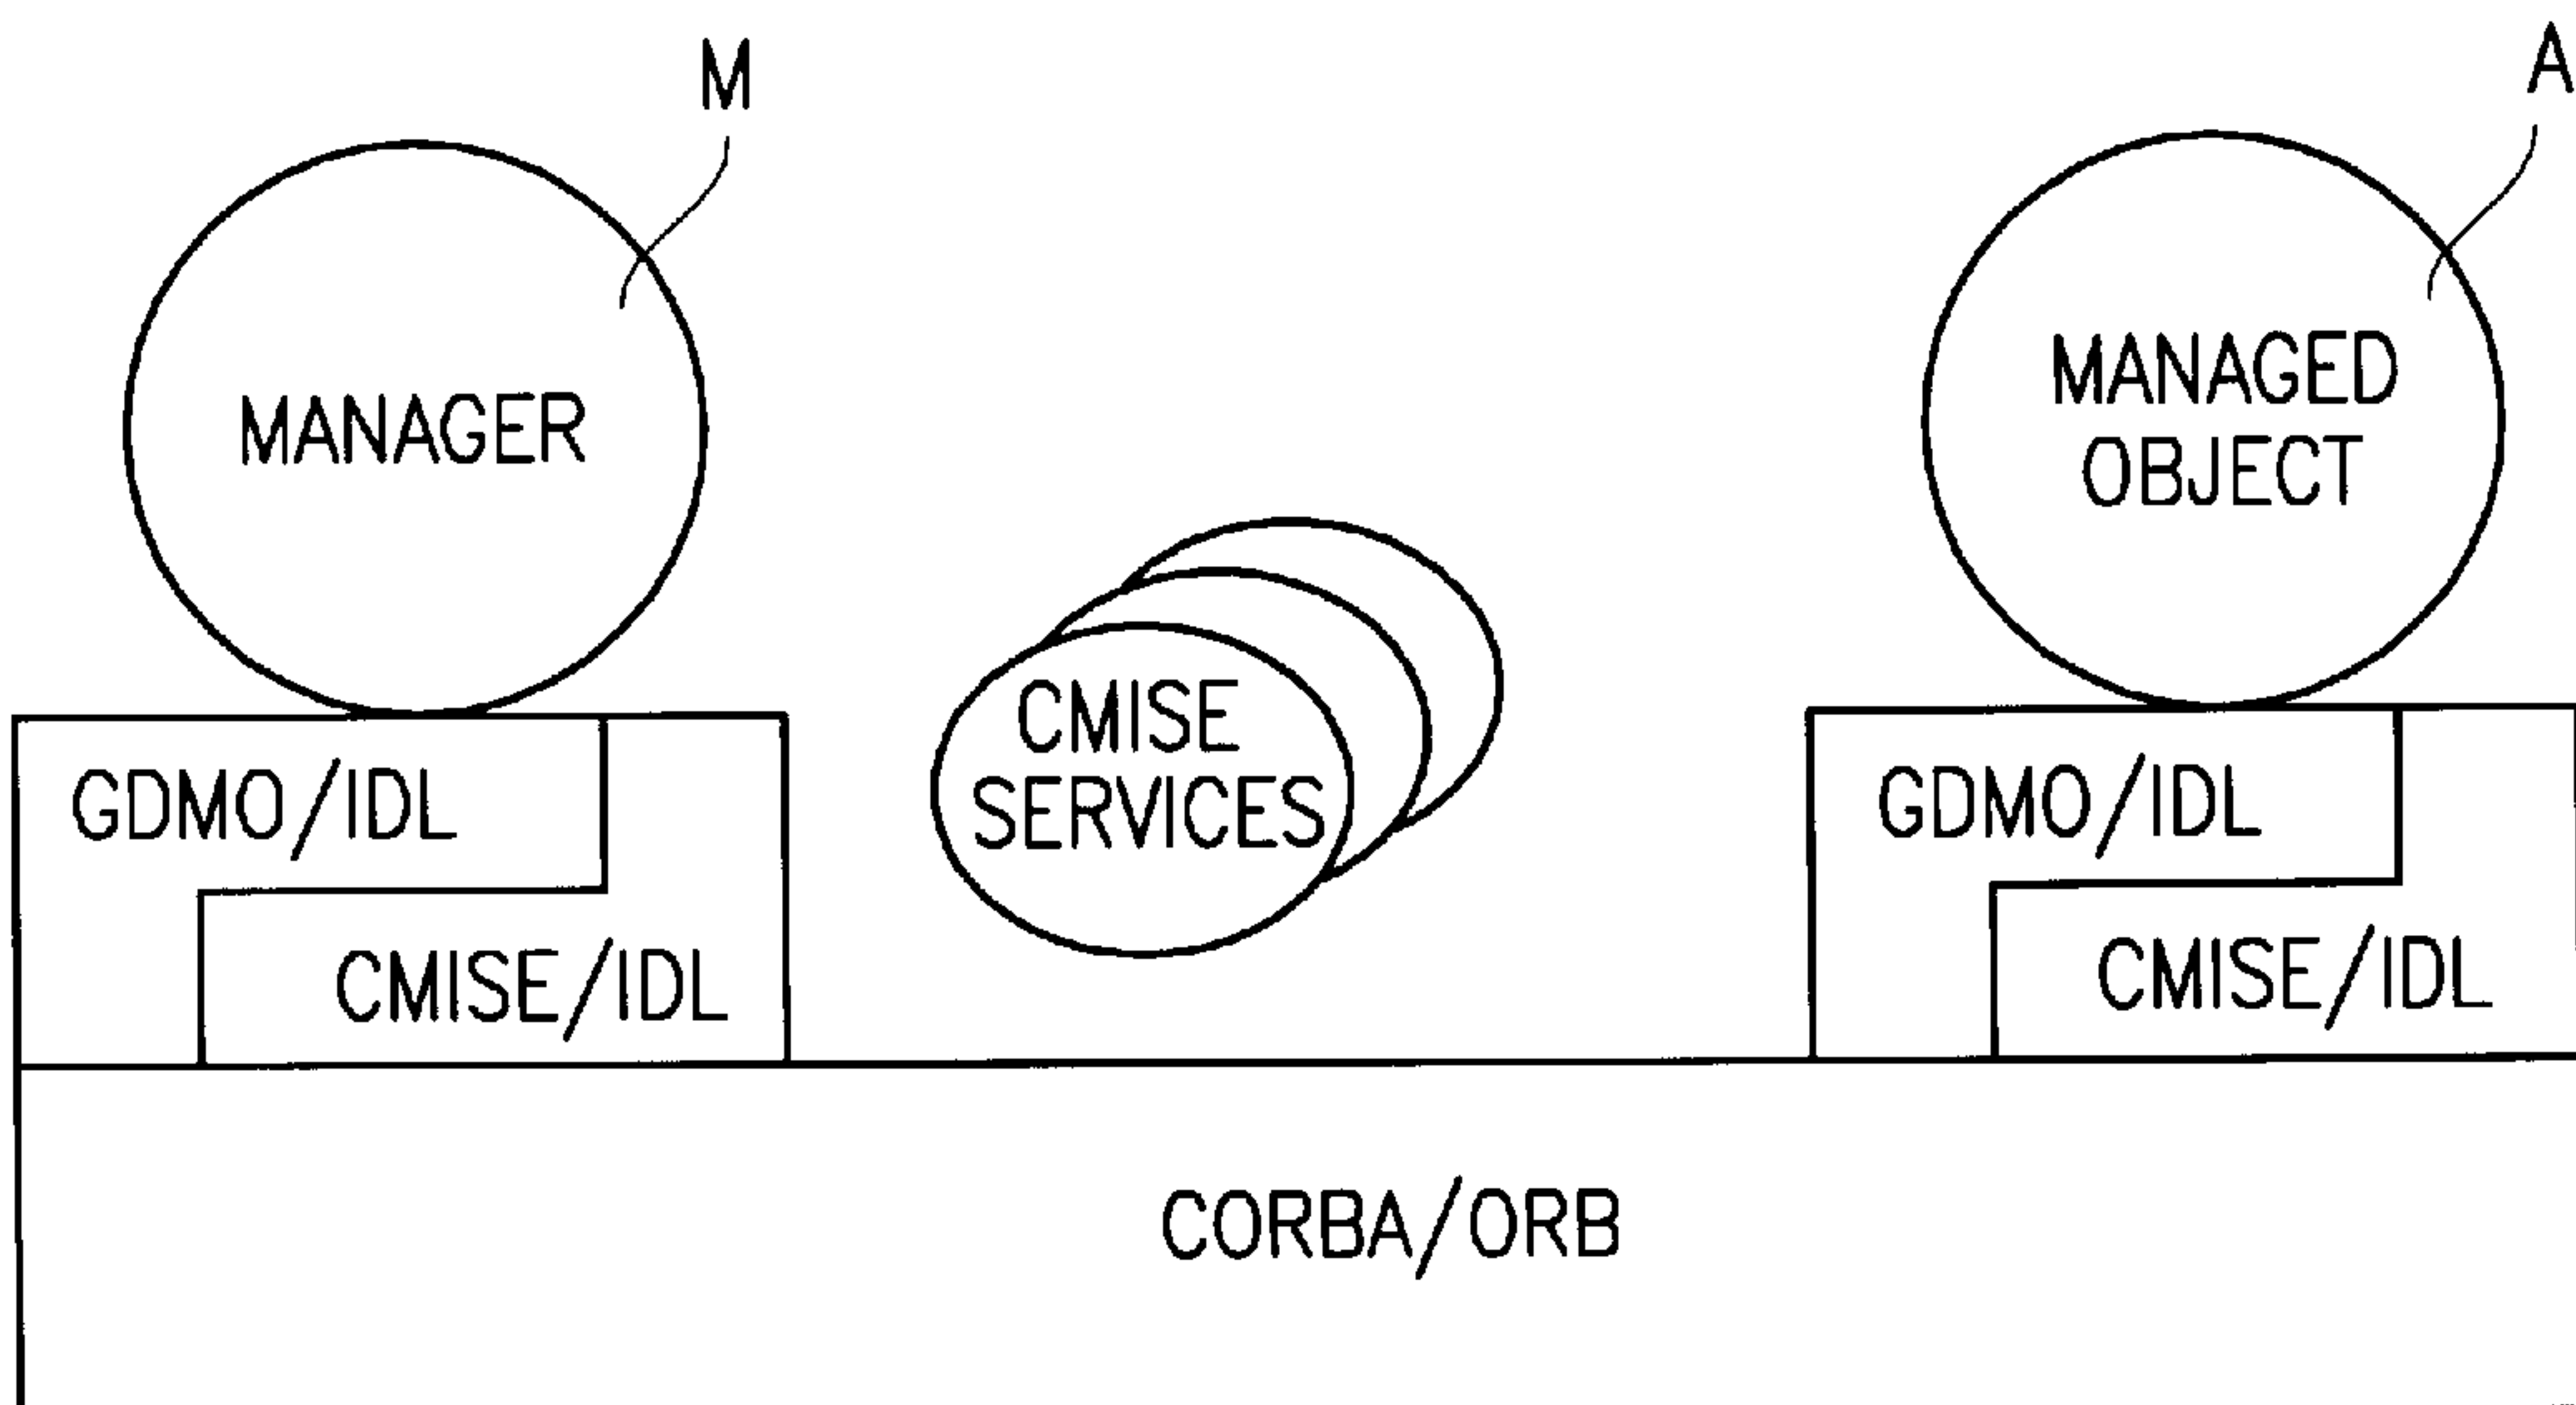 M
A
MANAGER
MANAGED
OBJECT
CMISE
SERVICES
GDMO/IDL
CMISE/IDL
GDMO/IDL
CMISE/IDL
CORBA/ORB